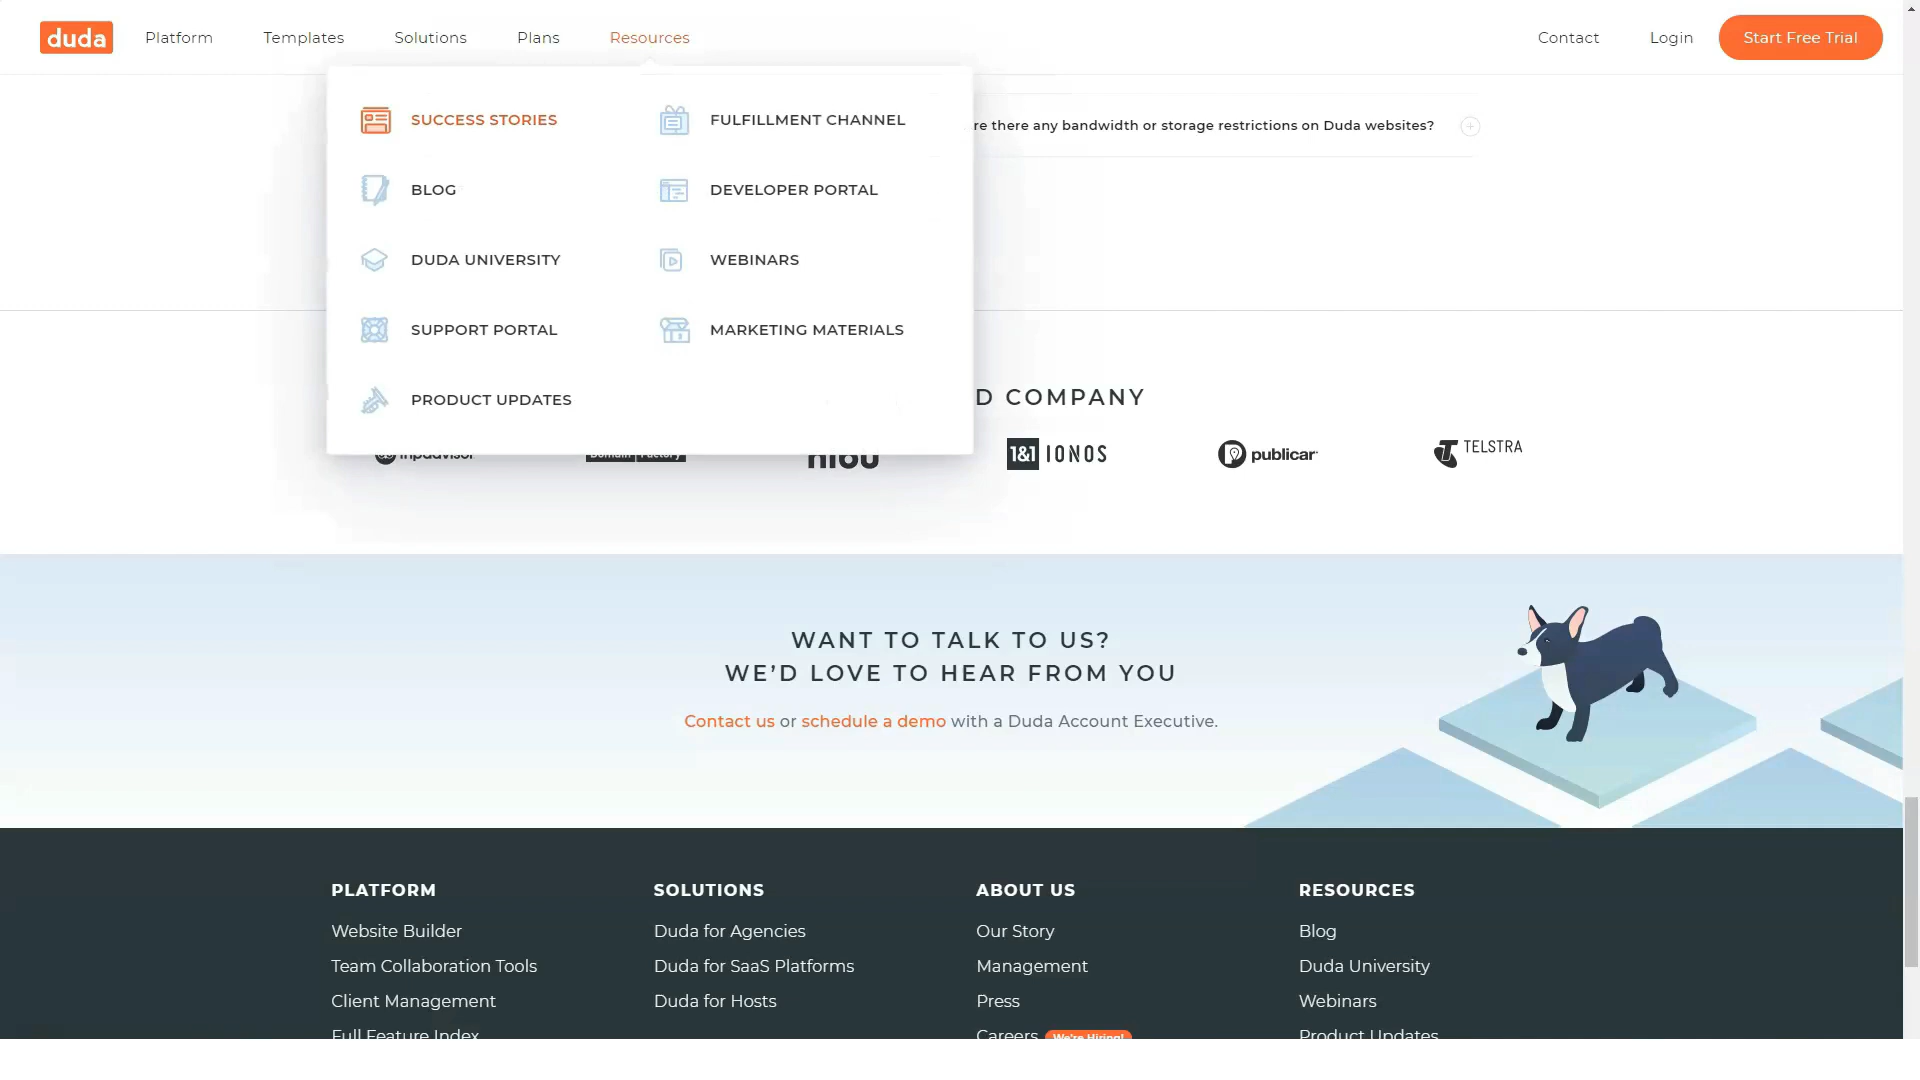 duda Platform Templates Solutions Plans Resources Contact Login Start Free Trial
SUCCESS STORIES
FULFILLMENT CHANNEL
re there any bandwidth or storage restrictions on Duda websites?
BLOG
DEVELOPER PORTAL
DUDA UNIVERSITY
WEBINARS
SUPPORT PORTAL
MARKETING MATERIALS
PRODUCT UPDATES
D COMPANY
1&1 IONOS
publicar
TELSTRA
WANT TO TALK TO US?
WE'D LOVE TO HEAR FROM YOU
Contact us or schedule a demo with a Duda Account Executive.
PLATFORM
Website Builder
Team Collaboration Tools
Client Management
Full Feature Index
SOLUTIONS
Duda for Agencies
Duda for SaaS Platforms
Duda for Hosts
ABOUT US
Our Story
Management
Press
Careers We're Hiring!
RESOURCES
Blog
Duda University
Webinars
Product Updates